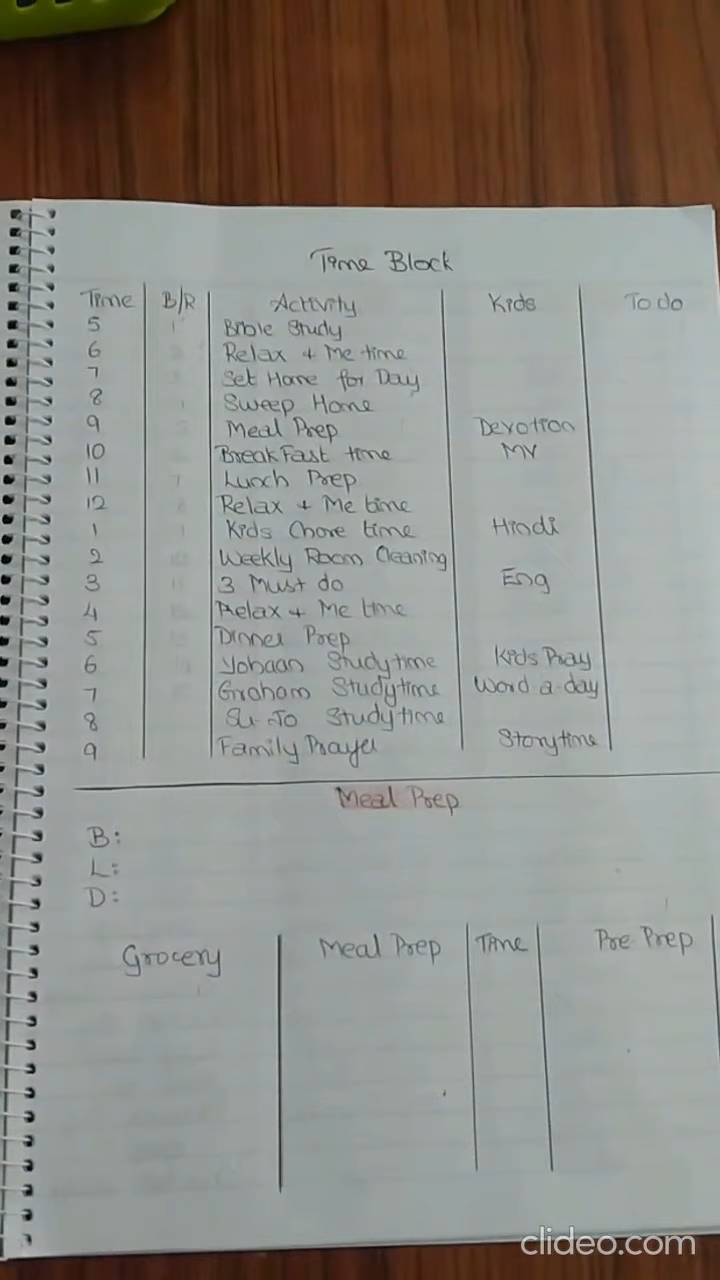 Time Block
Time B/R Activity Kids To do
5 Bible Study
6 Relax + Me time
7 Set Home for Day
8 Sweep Home
9 Meal Prep Devotion
10 BreakFast time MV
11 Lunch Prep
12 Relax + Me time
1 Kids Chore time Hindi
2 Weekly Room Cleaning
3 3 Must do Eng
4 Relax + Me time
5 Dinner Prep
6 Yohaan Studytime Kids Pray
7 Graham Studytime Word-a-day
8 Su-Jo Studytime
9 Family Prayer Storytime
Meal Prep
B:
L:
D:
Grocery Meal Prep Time Pre Prep
clideo.com